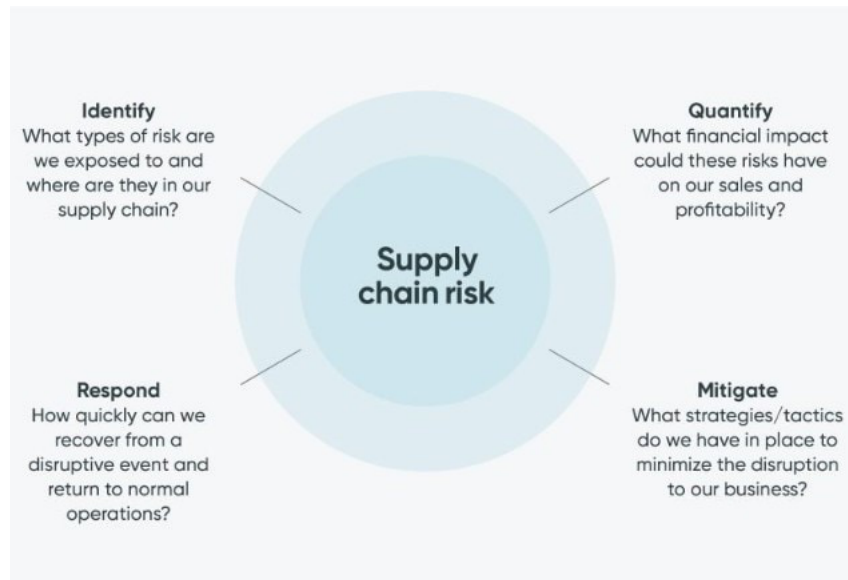 Identify
What types of risk are
we exposed to and
where are they in our
supply chain?
Quantify
What financial impact
could these risks have
on our sales and
profitability?
Supply
chain risk
Respond
How quickly can we
recover from a
disruptive event and
return to normal
operations?
Mitigate
What strategies/tactics
do we have in place to
minimize the disruption
to our business?